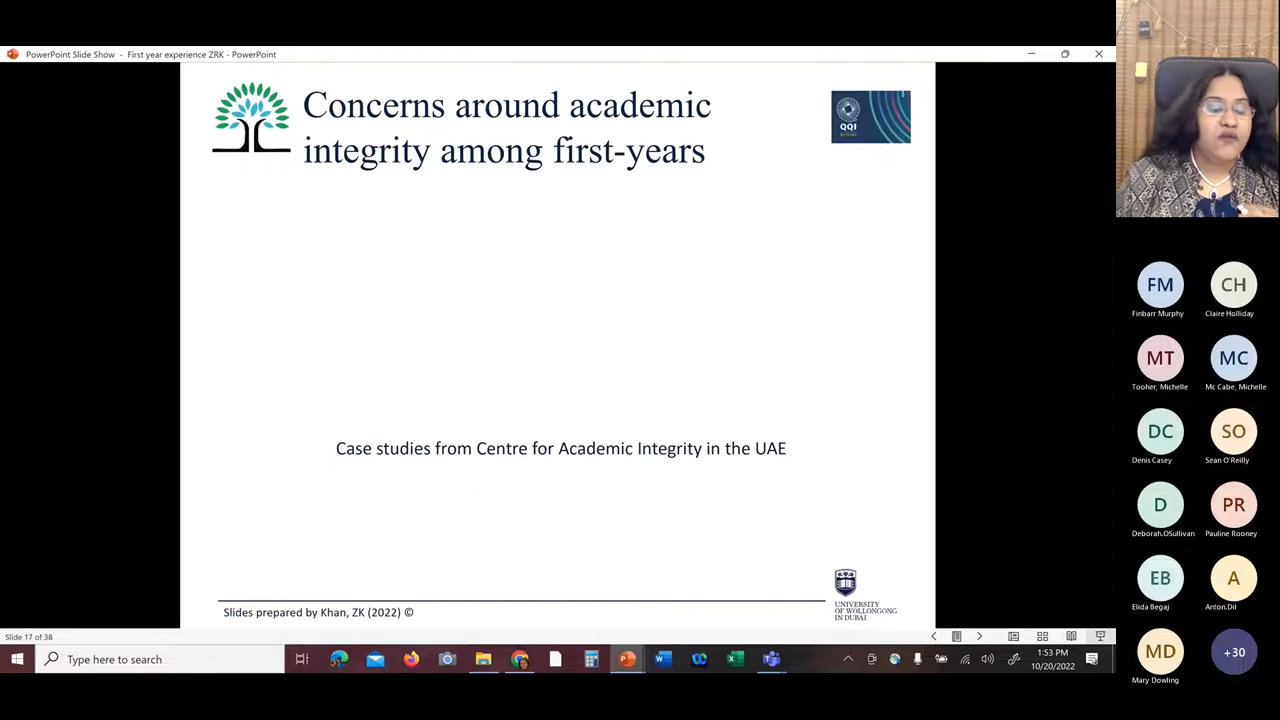 PowerPoint Slide Show - First year experience ZRK - PowerPoint
Concerns around academic
integrity among first-years
QQI
Case studies from Centre for Academic Integrity in the UAE
Slides prepared by Khan, ZK (2022) ©
UNIVERSITY
OF WOLLONGONG
IN DUBAI
Slide 17 of 38
Type here to search
1:53 PM
10/20/2022
FM
Finbarr Murphy
CH
Claire Holliday
MT
Tooher, Michelle
MC
Mc Cabe, Michelle
DC
Denis Casey
SO
Sean O'Reilly
D
Deborah.OSullivan
PR
Pauline Rooney
EB
Elida Begaj
A
Anton.Dil
MD
Mary Dowling
+30